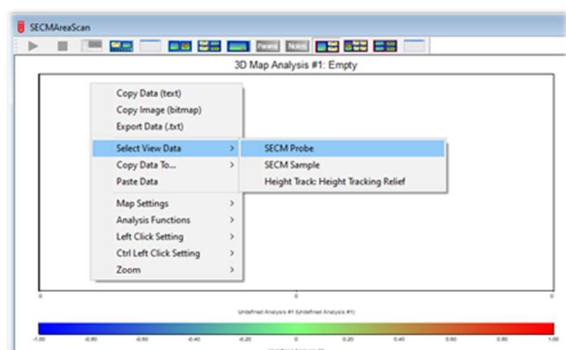 SECMAreaScan
Params
Notes
3D Map Analysis #1: Empty
Copy Data (text)
Copy Image (bitmap)
Export Data (.txt)
Select View Data >
SECM Probe
SECM Sample
Height Track: Height Tracking Relief
Copy Data To... >
Paste Data
Map Settings >
Analysis Functions >
Left Click Setting >
Ctrl Left Click Setting >
Zoom >
0 0 0
Undefined Analysis #1 (Undefined Analysis #1)
-1.00 -0.80 -0.60 -0.40 -0.20 0 0.20 0.40 0.60 0.80 1.00